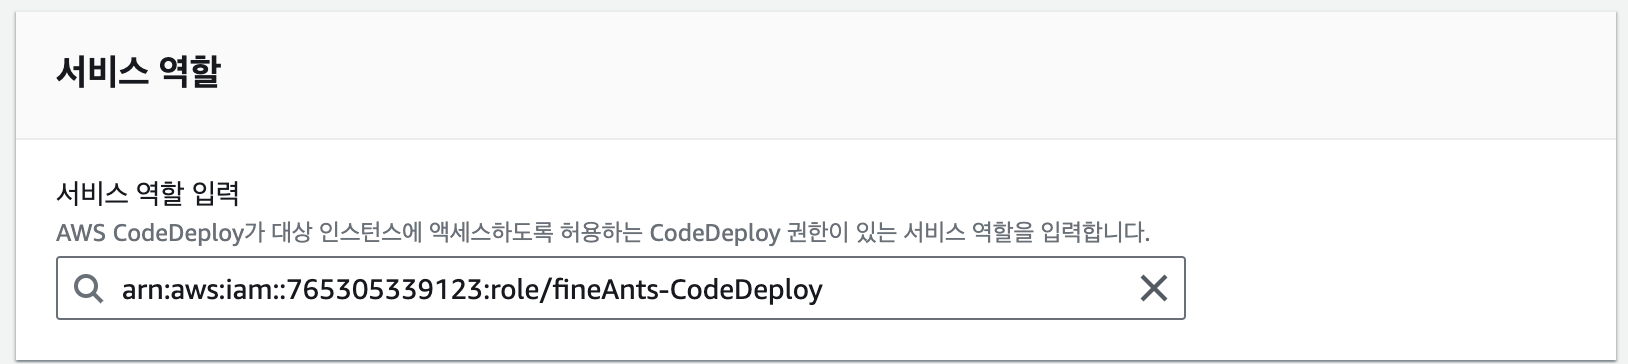 서비스 역할
서비스 역할 입력
AWS CodeDeploy가 대상 인스턴스에 액세스하도록 허용하는 CodeDeploy 권한이 있는 서비스 역할을 입력합니다.
arn:aws:iam::765305339123:role/fineAnts-CodeDeploy